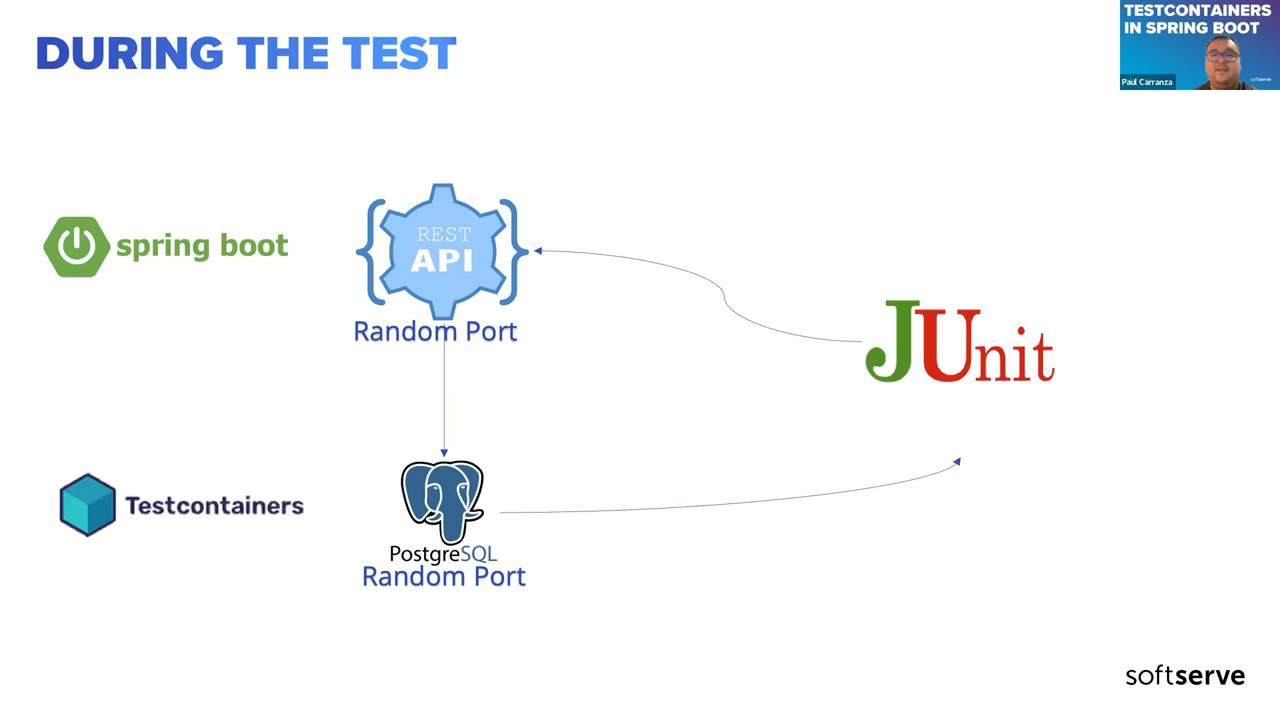 DURING THE TEST
TESTCONTAINERS
IN SPRING BOOT
Paul Carranza
softserve
spring boot
REST
API
Random Port
JUnit
Testcontainers
PostgreSQL
Random Port
softserve